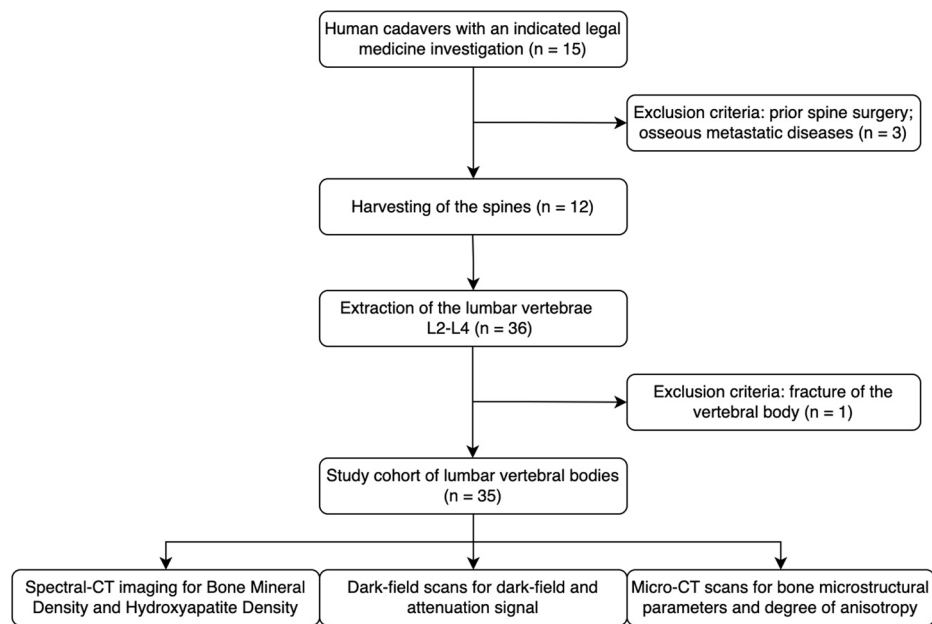 Human cadavers with an indicated legal
medicine investigation (n = 15)
Exclusion criteria: prior spine surgery;
osseous metastatic diseases (n = 3)
Harvesting of the spines (n = 12)
Extraction of the lumbar vertebrae
L2-L4 (n = 36)
Exclusion criteria: fracture of the
vertebral body (n = 1)
Study cohort of lumbar vertebral bodies
(n = 35)
Spectral-CT imaging for Bone Mineral
Density and Hydroxyapatite Density
Dark-field scans for dark-field and
attenuation signal
Micro-CT scans for bone microstructural
parameters and degree of anisotropy